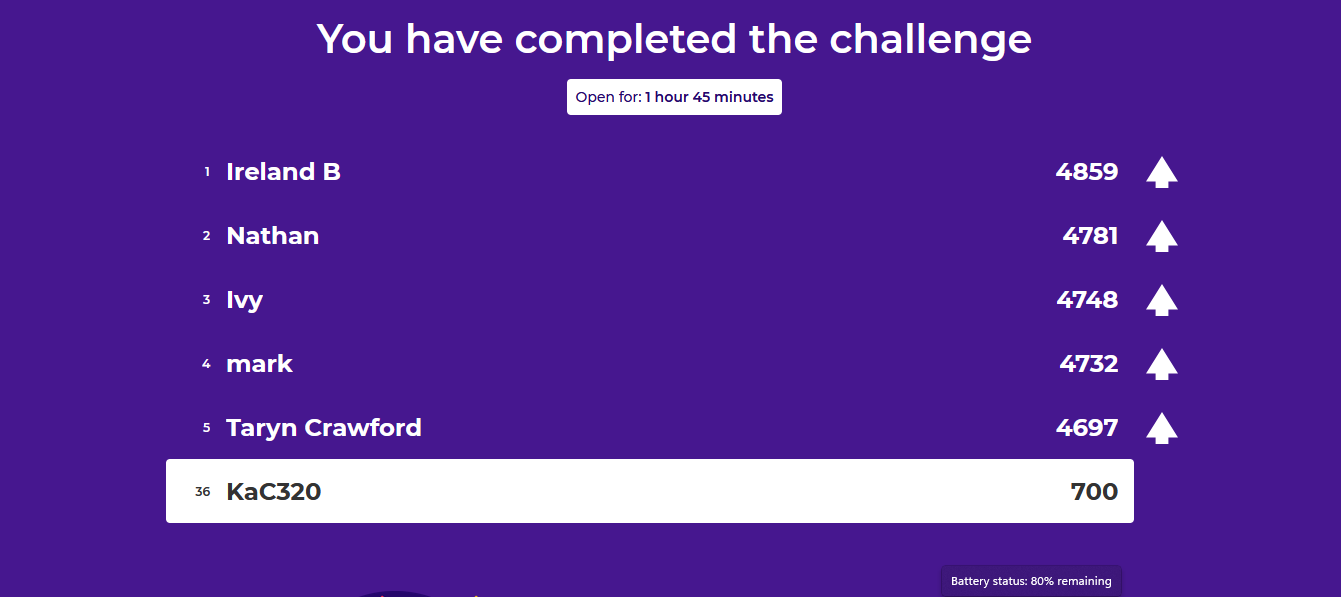 You have completed the challenge
Open for: 1 hour 45 minutes
1 Ireland B 4859
2 Nathan 4781
3 Ivy 4748
4 mark 4732
5 Taryn Crawford 4697
36 KaC320 700
Battery status: 80% remaining